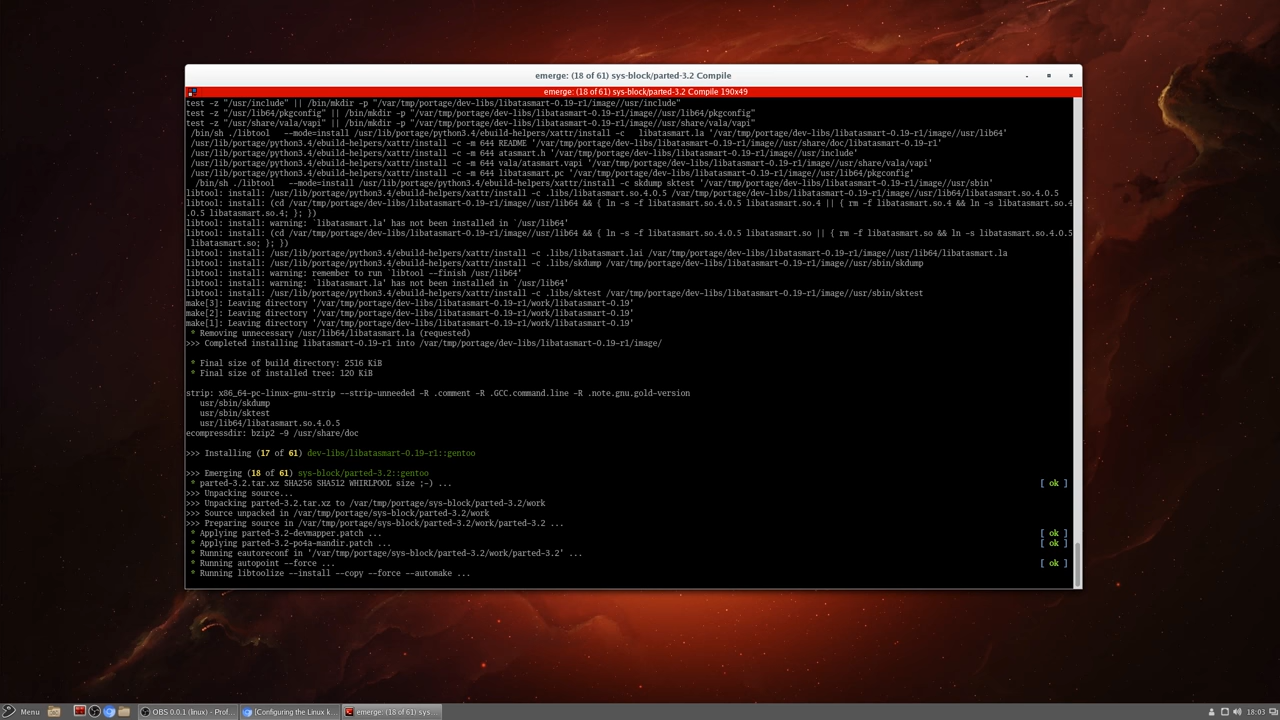 emerge: (18 of 61) sys-block/parted-3.2 Compile
emerge: (18 of 61) sys-block/parted-3.2 Compile 190x49
test -z "/usr/include" || /bin/mkdir -p "/var/tmp/portage/dev-libs/libatasmart-0.19-r1/image//usr/include"
test -z "/usr/lib64/pkgconfig" || /bin/mkdir -p "/var/tmp/portage/dev-libs/libatasmart-0.19-r1/image//usr/lib64/pkgconfig"
test -z "/usr/share/vala/vapi" || /bin/mkdir -p "/var/tmp/portage/dev-libs/libatasmart-0.19-r1/image//usr/share/vala/vapi"
/bin/sh ./libtool --mode=install /usr/lib/portage/python3.4/ebuild-helpers/xattr/install -c libatasmart.la '/var/tmp/portage/dev-libs/libatasmart-0.19-r1/image//usr/lib64'
/usr/lib/portage/python3.4/ebuild-helpers/xattr/install -c -m 644 README '/var/tmp/portage/dev-libs/libatasmart-0.19-r1/image//usr/share/doc/libatasmart-0.19-r1'
/usr/lib/portage/python3.4/ebuild-helpers/xattr/install -c -m 644 atasmart.h '/var/tmp/portage/dev-libs/libatasmart-0.19-r1/image//usr/include'
/usr/lib/portage/python3.4/ebuild-helpers/xattr/install -c -m 644 vala/atasmart.vapi '/var/tmp/portage/dev-libs/libatasmart-0.19-r1/image//usr/share/vala/vapi'
/usr/lib/portage/python3.4/ebuild-helpers/xattr/install -c -m 644 libatasmart.pc '/var/tmp/portage/dev-libs/libatasmart-0.19-r1/image//usr/lib64/pkgconfig'
/bin/sh ./libtool --mode=install /usr/lib/portage/python3.4/ebuild-helpers/xattr/install -c skdump sktest '/var/tmp/portage/dev-libs/libatasmart-0.19-r1/image//usr/sbin'
libtool: install: /usr/lib/portage/python3.4/ebuild-helpers/xattr/install -c .libs/libatasmart.so.4.0.5 /var/tmp/portage/dev-libs/libatasmart-0.19-r1/image//usr/lib64/libatasmart.so.4.0.5
libtool: install: (cd /var/tmp/portage/dev-libs/libatasmart-0.19-r1/image//usr/lib64 && { ln -s -f libatasmart.so.4.0.5 libatasmart.so.4 || { rm -f libatasmart.so.4 && ln -s libatasmart.so.4
.0.5 libatasmart.so.4; }; })
libtool: install: warning: `libatasmart.la' has not been installed in `/usr/lib64'
libtool: install: (cd /var/tmp/portage/dev-libs/libatasmart-0.19-r1/image//usr/lib64 && { ln -s -f libatasmart.so.4.0.5 libatasmart.so || { rm -f libatasmart.so && ln -s libatasmart.so.4.0.5
libatasmart.so; }; })
libtool: install: /usr/lib/portage/python3.4/ebuild-helpers/xattr/install -c .libs/libatasmart.lai /var/tmp/portage/dev-libs/libatasmart-0.19-r1/image//usr/lib64/libatasmart.la
libtool: install: /usr/lib/portage/python3.4/ebuild-helpers/xattr/install -c .libs/skdump /var/tmp/portage/dev-libs/libatasmart-0.19-r1/image//usr/sbin/skdump
libtool: install: warning: remember to run `libtool --finish /usr/lib64'
libtool: install: warning: `libatasmart.la' has not been installed in `/usr/lib64'
libtool: install: /usr/lib/portage/python3.4/ebuild-helpers/xattr/install -c .libs/sktest /var/tmp/portage/dev-libs/libatasmart-0.19-r1/image//usr/sbin/sktest
make[3]: Leaving directory '/var/tmp/portage/dev-libs/libatasmart-0.19-r1/work/libatasmart-0.19'
make[2]: Leaving directory '/var/tmp/portage/dev-libs/libatasmart-0.19-r1/work/libatasmart-0.19'
make[1]: Leaving directory '/var/tmp/portage/dev-libs/libatasmart-0.19-r1/work/libatasmart-0.19'
* Removing unnecessary /usr/lib64/libatasmart.la (requested)
>>> Completed installing libatasmart-0.19-r1 into /var/tmp/portage/dev-libs/libatasmart-0.19-r1/image/
* Final size of build directory: 2516 KiB
* Final size of installed tree: 120 KiB
strip: x86_64-pc-linux-gnu-strip --strip-unneeded -R .comment -R .GCC.command.line -R .note.gnu.gold-version
usr/sbin/skdump
usr/sbin/sktest
usr/lib64/libatasmart.so.4.0.5
ecompressdir: bzip2 -9 /usr/share/doc
>>> Installing (17 of 61) dev-libs/libatasmart-0.19-r1::gentoo
>>> Emerging (18 of 61) sys-block/parted-3.2::gentoo
* parted-3.2.tar.xz SHA256 SHA512 WHIRLPOOL size ;-) ... [ ok ]
>>> Unpacking source...
>>> Unpacking parted-3.2.tar.xz to /var/tmp/portage/sys-block/parted-3.2/work
>>> Source unpacked in /var/tmp/portage/sys-block/parted-3.2/work
>>> Preparing source in /var/tmp/portage/sys-block/parted-3.2/work/parted-3.2 ...
* Applying parted-3.2-devmapper.patch ... [ ok ]
* Applying parted-3.2-po4a-mandir.patch ... [ ok ]
* Running eautoreconf in '/var/tmp/portage/sys-block/parted-3.2/work/parted-3.2' ...
* Running autopoint --force ... [ ok ]
* Running libtoolize --install --copy --force --automake ...
Menu OBS 0.0.1 (linux) - Prof... [Configuring the Linux k... emerge: (18 of 61) sys... 18:03